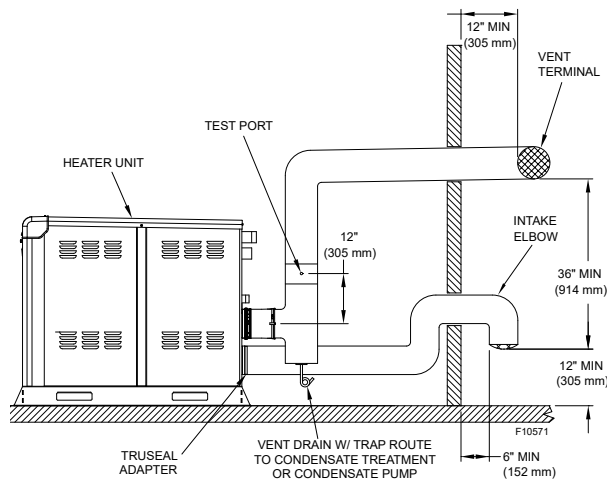 12" MIN
(305 mm)
VENT
TERMINAL
TEST PORT
HEATER UNIT
12"
(305 mm)
INTAKE
ELBOW
36" MIN
(914 mm)
12" MIN
(305 mm)
F10571
TRUSEAL
ADAPTER
VENT DRAIN W/ TRAP ROUTE
TO CONDENSATE TREATMENT
OR CONDENSATE PUMP
6" MIN
(152 mm)